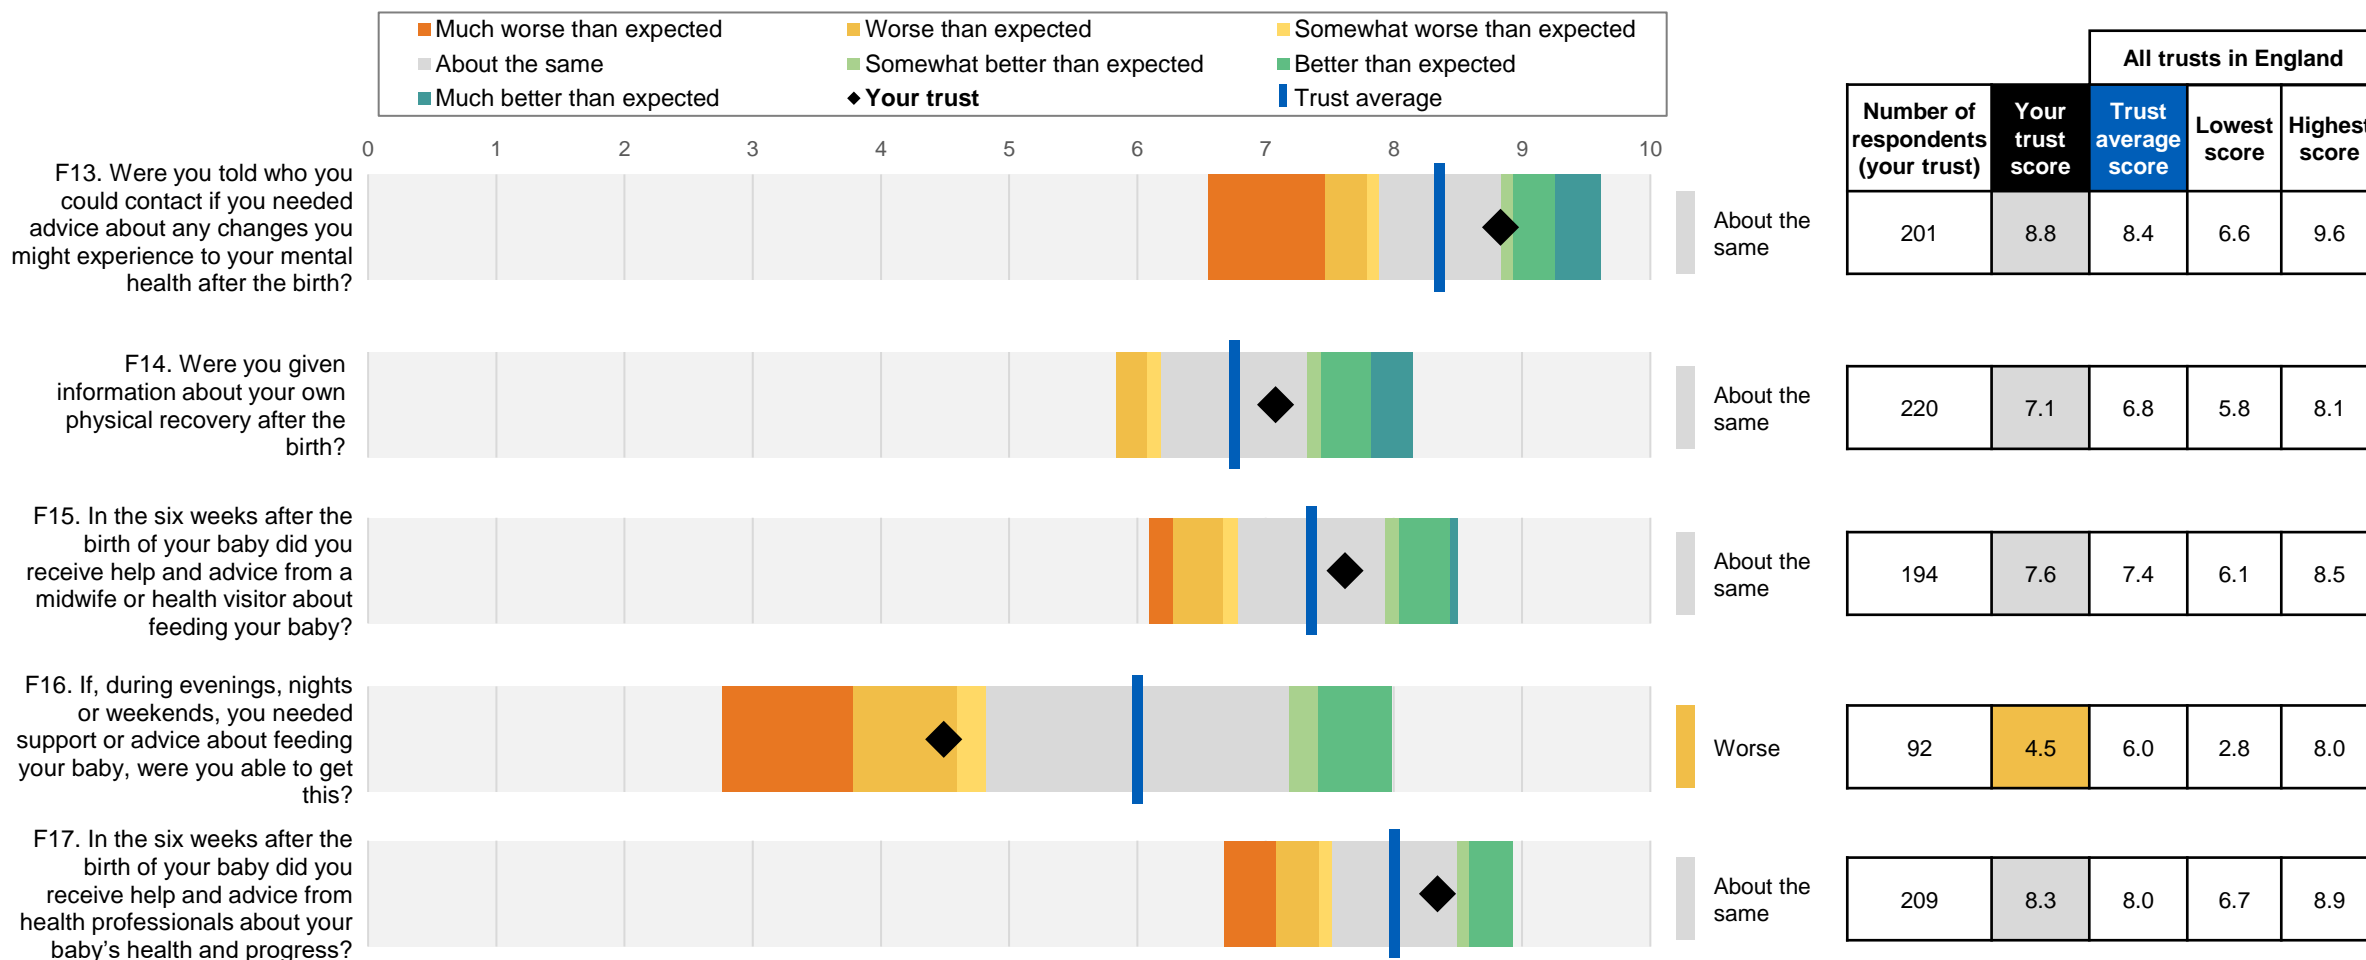 Much worse than expected
Worse than expected
Somewhat worse than expected
About the same
Somewhat better than expected
Better than expected
Much better than expected
Your trust
Trust average
All trusts in England
Number of
respondents
(your trust)
Your
trust
score
Trust
average
score
Lowest
score
Highest
score
0 1 2 3 4 5 6 7 8 9 10
F13. Were you told who you
could contact if you needed
advice about any changes you
might experience to your mental
health after the birth?
About the
same
201 8.8 8.4 6.6 9.6
F14. Were you given
information about your own
physical recovery after the
birth?
About the
same
220 7.1 6.8 5.8 8.1
F15. In the six weeks after the
birth of your baby did you
receive help and advice from a
midwife or health visitor about
feeding your baby?
About the
same
194 7.6 7.4 6.1 8.5
F16. If, during evenings, nights
or weekends, you needed
support or advice about feeding
your baby, were you able to get
this?
Worse
92 4.5 6.0 2.8 8.0
F17. In the six weeks after the
birth of your baby did you
receive help and advice from
health professionals about your
baby's health and progress?
About the
same
209 8.3 8.0 6.7 8.9